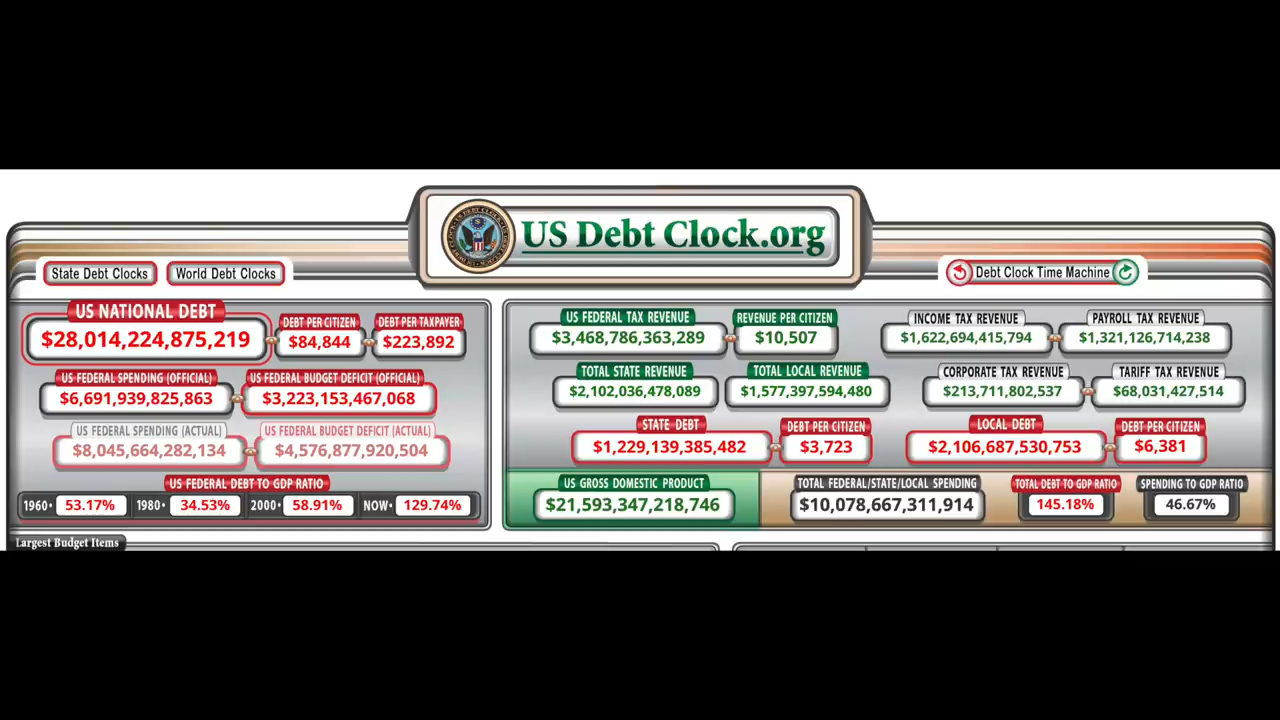 US Debt Clock.org
State Debt Clocks World Debt Clocks
Debt Clock Time Machine
US NATIONAL DEBT
$28,014,224,875,219
DEBT PER CITIZEN
$84,844
DEBT PER TAXPAYER
$223,892
US FEDERAL SPENDING (OFFICIAL)
$6,691,939,825,863
US FEDERAL BUDGET DEFICIT (OFFICIAL)
$3,223,153,467,068
US FEDERAL SPENDING (ACTUAL)
$8,045,664,282,134
US FEDERAL BUDGET DEFICIT (ACTUAL)
$4,576,877,920,504
US FEDERAL DEBT TO GDP RATIO
1960• 53.17% 1980• 34.53% 2000• 58.91% NOW• 129.74%
US FEDERAL TAX REVENUE
$3,468,786,363,289
REVENUE PER CITIZEN
$10,507
INCOME TAX REVENUE
$1,622,694,415,794
PAYROLL TAX REVENUE
$1,321,126,714,238
TOTAL STATE REVENUE
$2,102,036,478,089
TOTAL LOCAL REVENUE
$1,577,397,594,480
CORPORATE TAX REVENUE
$213,711,802,537
TARIFF TAX REVENUE
$68,031,427,514
STATE DEBT
$1,229,139,385,482
DEBT PER CITIZEN
$3,723
LOCAL DEBT
$2,106,687,530,753
DEBT PER CITIZEN
$6,381
US GROSS DOMESTIC PRODUCT
$21,593,347,218,746
TOTAL FEDERAL/STATE/LOCAL SPENDING
$10,078,667,311,914
TOTAL DEBT TO GDP RATIO
145.18%
SPENDING TO GDP RATIO
46.67%
Largest Budget Items